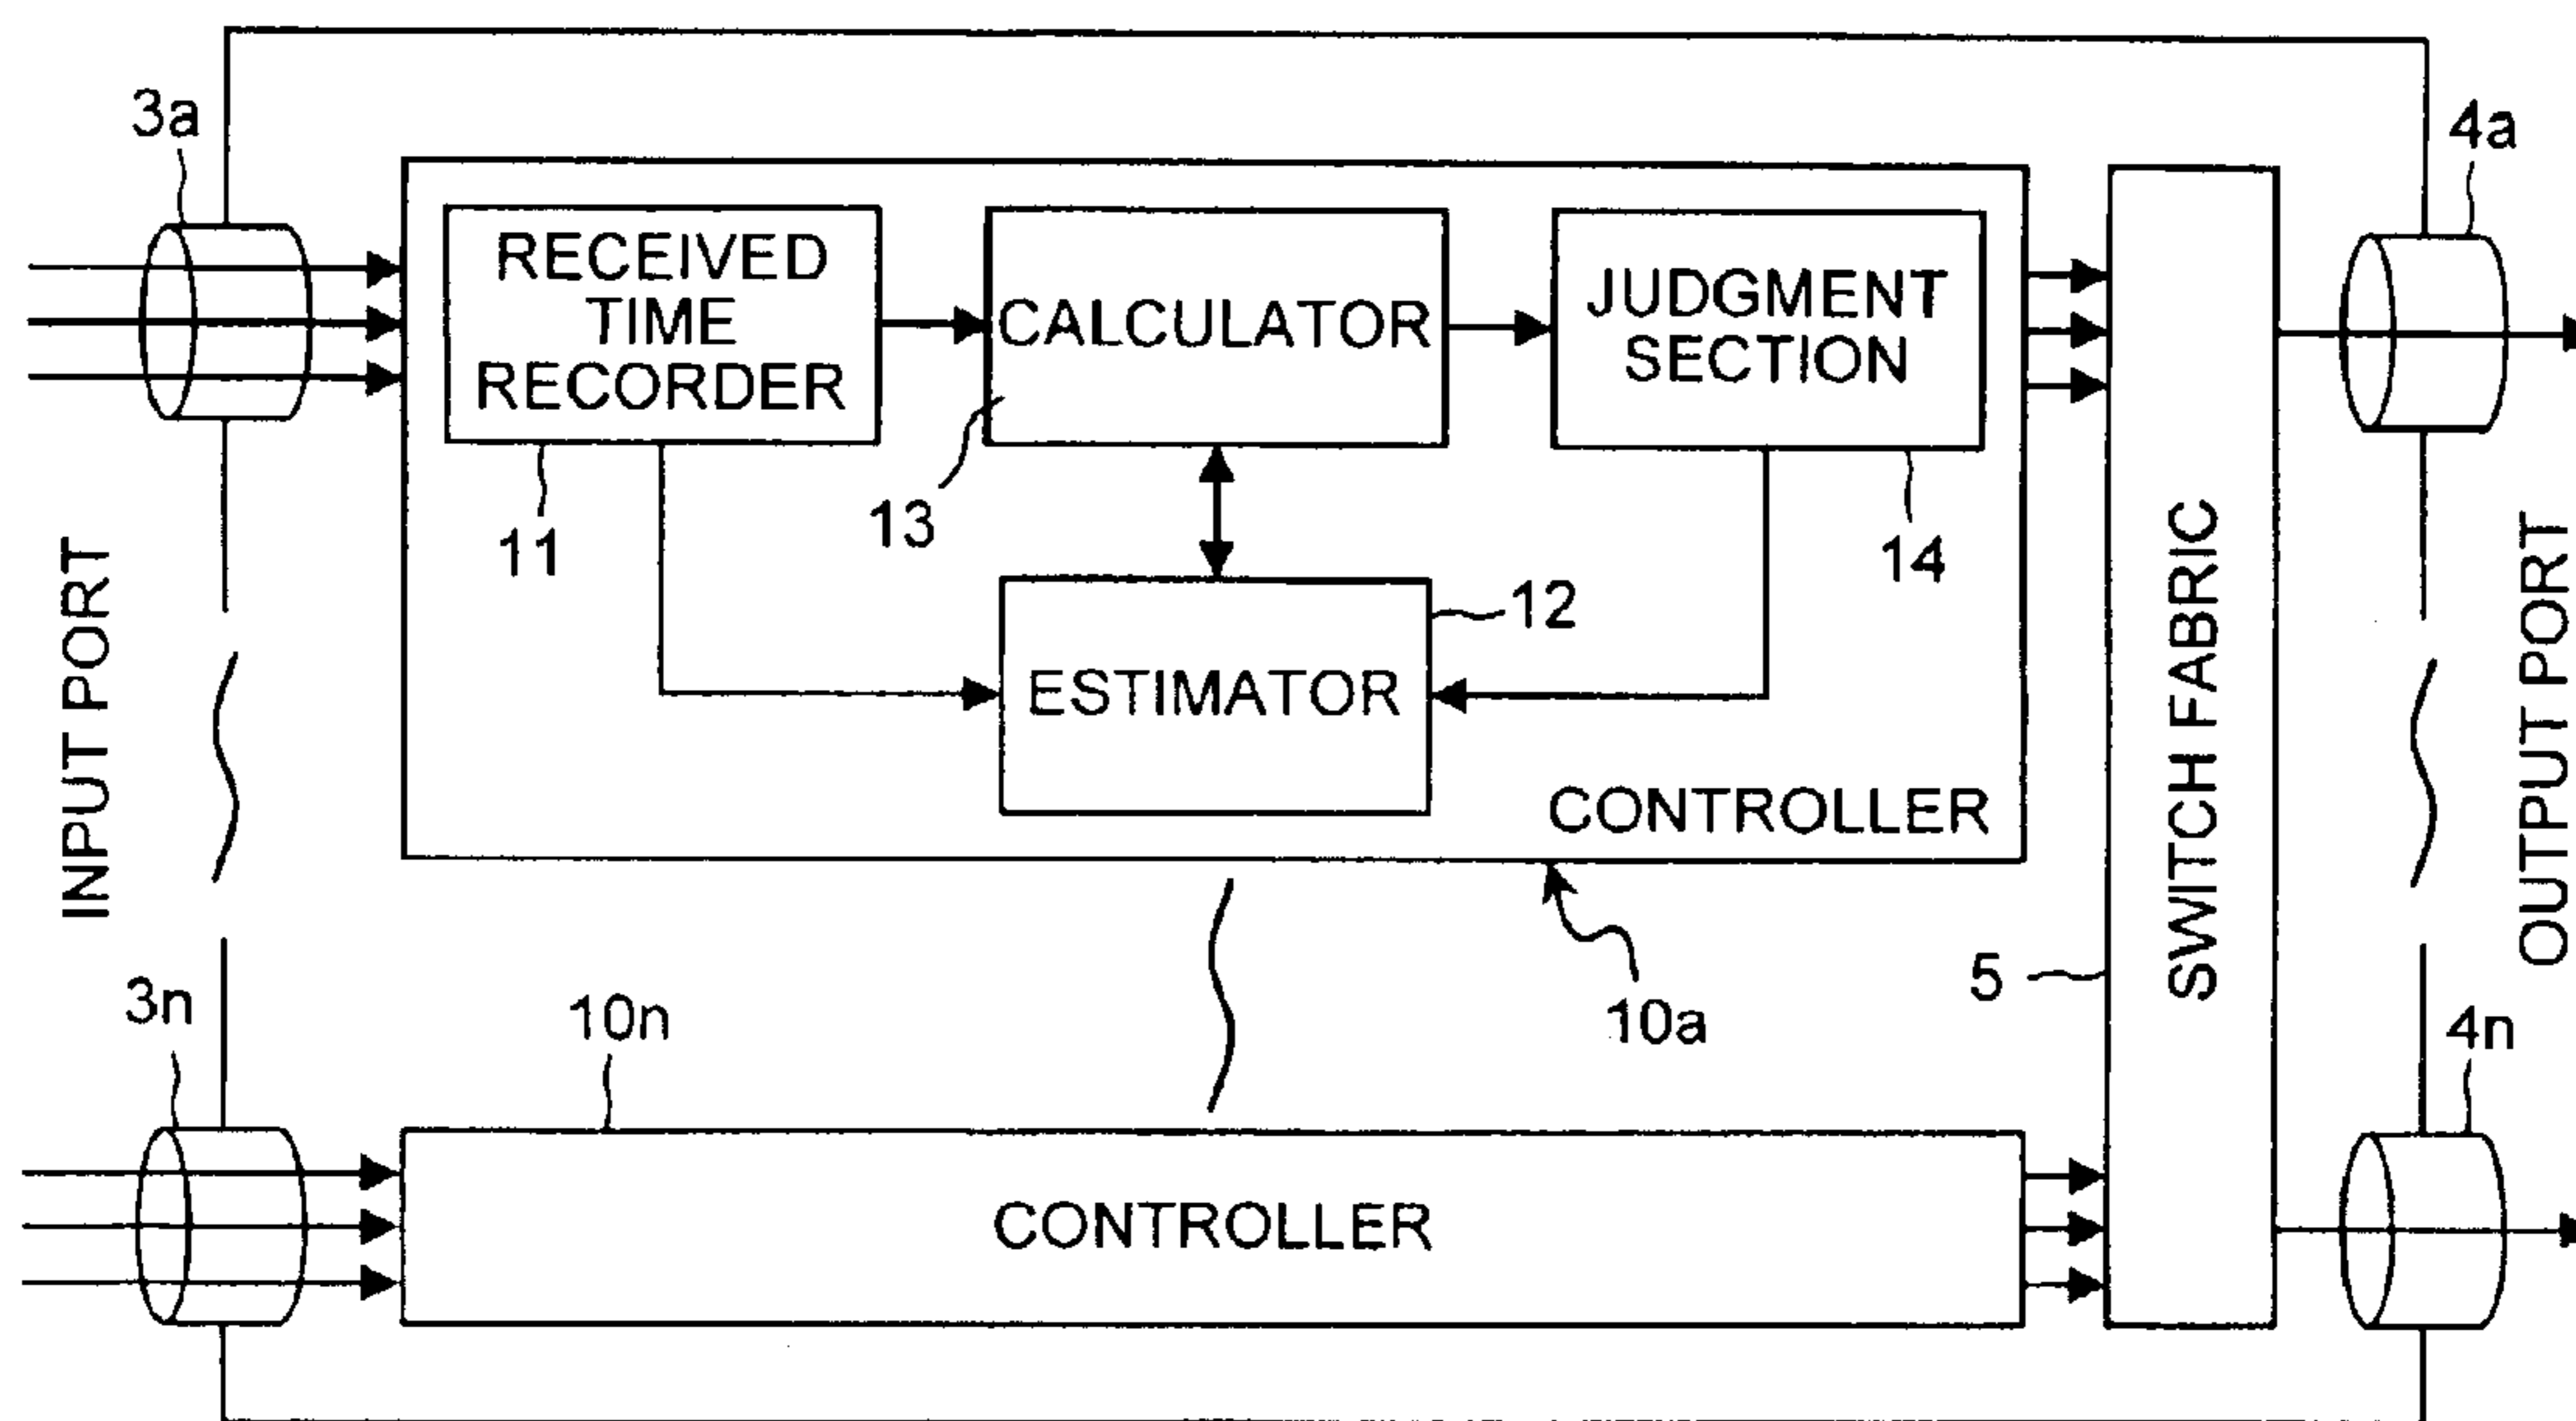 3a
4a
RECEIVED
TIME
RECORDER
CALCULATOR
JUDGMENT
SECTION
11
13
14
12
ESTIMATOR
CONTROLLER
INPUT PORT
SWITCH FABRIC
OUTPUT PORT
5
10a
3n
10n
4n
CONTROLLER